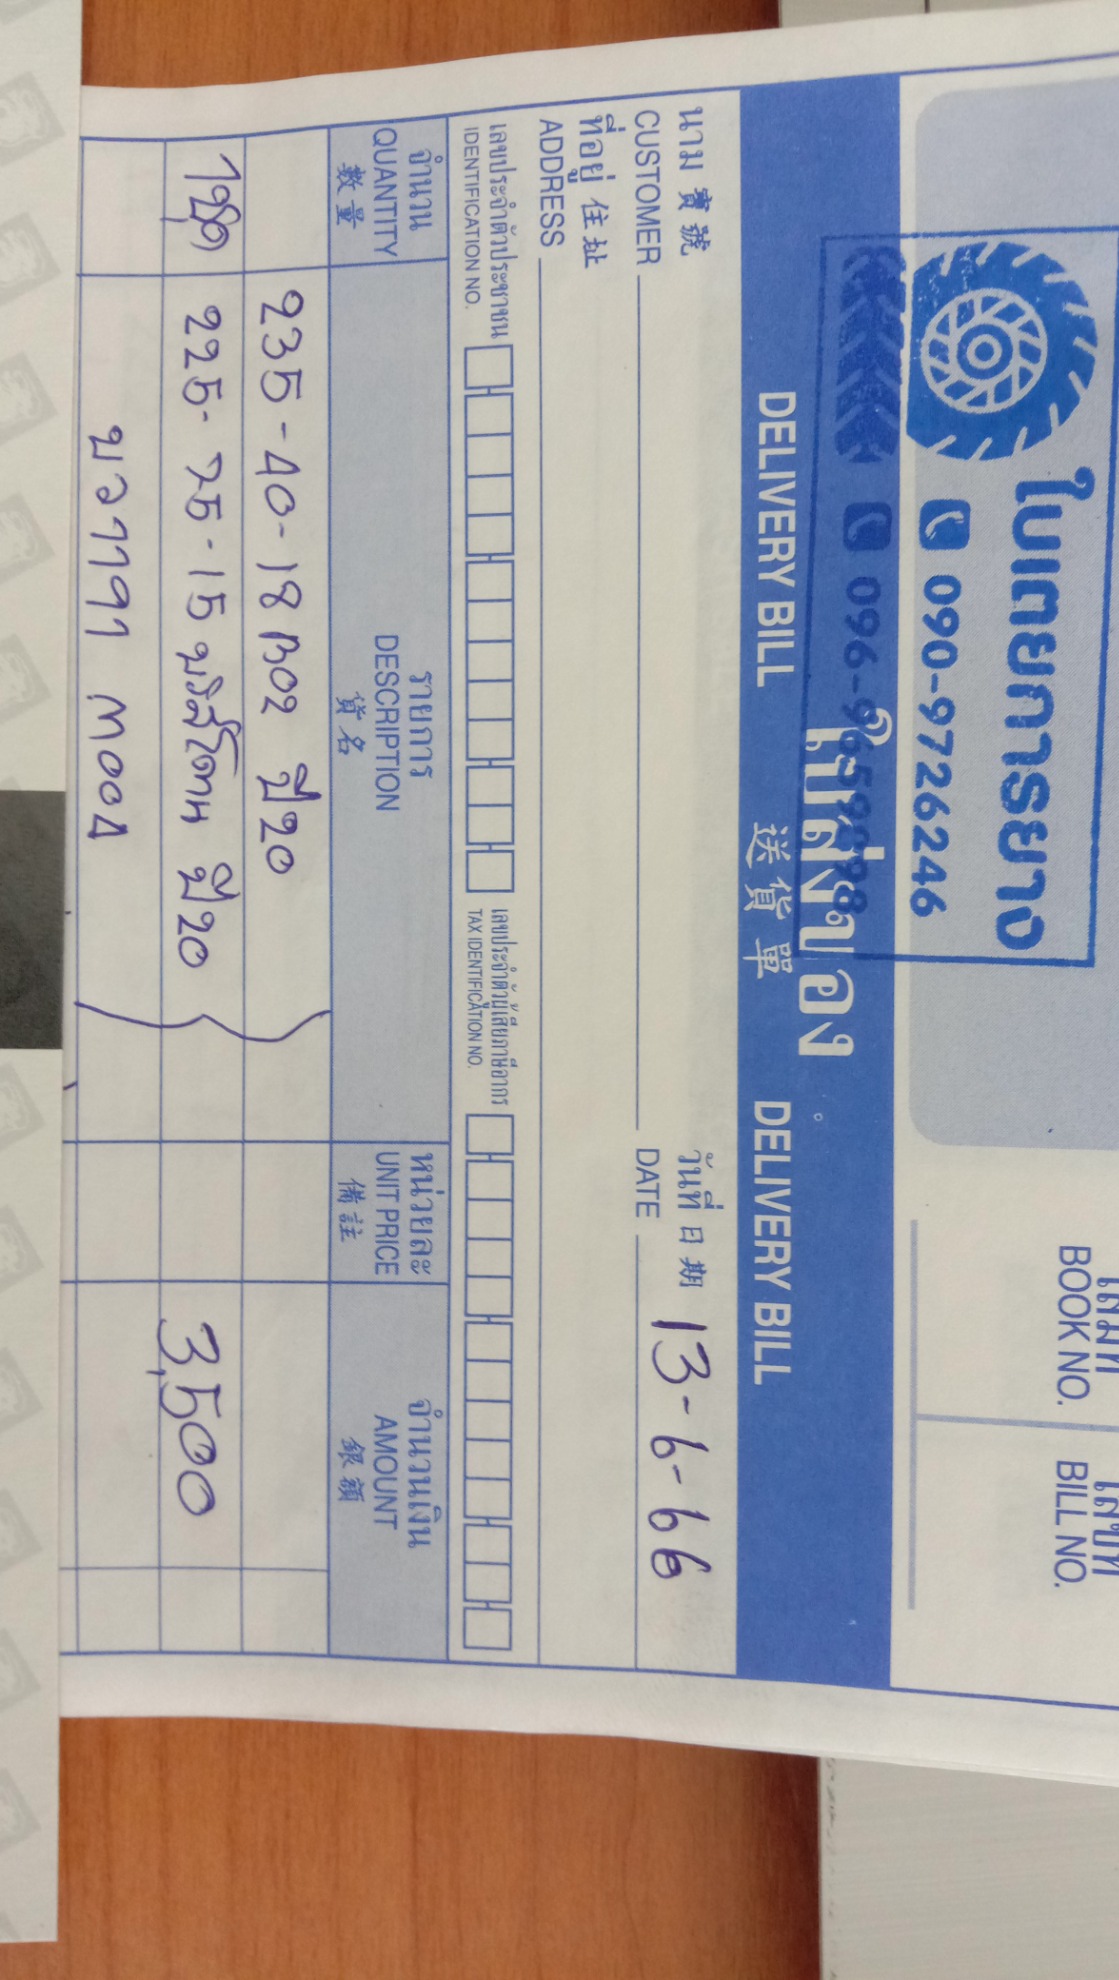 ใบเตยการยาง
090-9726246
096-9659898
เล่มที่ เลขที่
BOOK NO. BILL NO.
ใบส่งของ
DELIVERY BILL 送貨單 DELIVERY BILL
นาม 寶號 วันที่ 日期 13-6-66
CUSTOMER DATE
ที่อยู่ 住址
ADDRESS
เลขประจำตัวประชาชน เลขประจำตัวผู้เสียภาษีอากร
IDENTIFICATION NO. TAX IDENTIFICATION NO.
จำนวน รายการ หน่วยละ จำนวนเงิน
QUANTITY DESCRIPTION UNIT PRICE AMOUNT
數量 貨名 備註 銀額
235-40-18 ปี20
1ชุด 225-75-15 ปี20 3,500